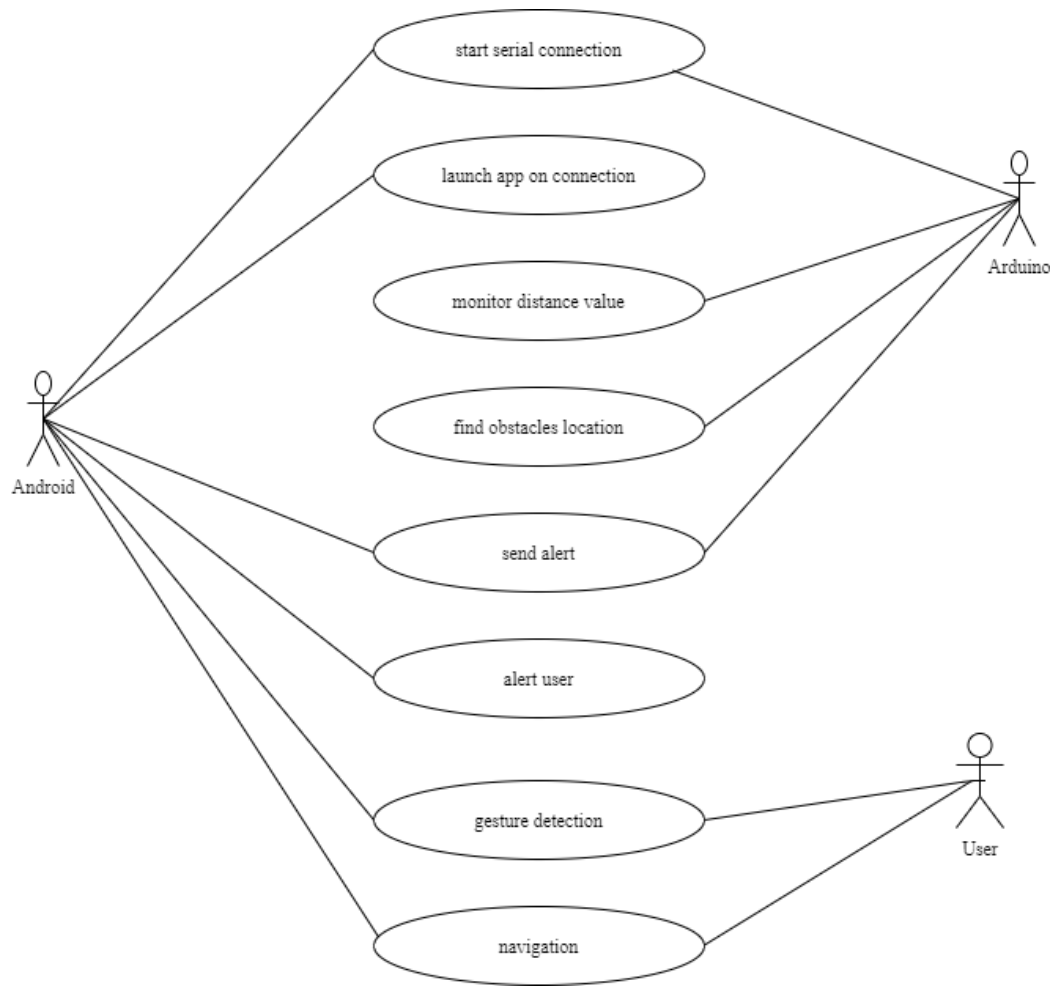 start serial connection
launch app on connection
Arduino
monitor distance value
find obstacles location
Android
send alert
alert user
gesture detection
User
navigation